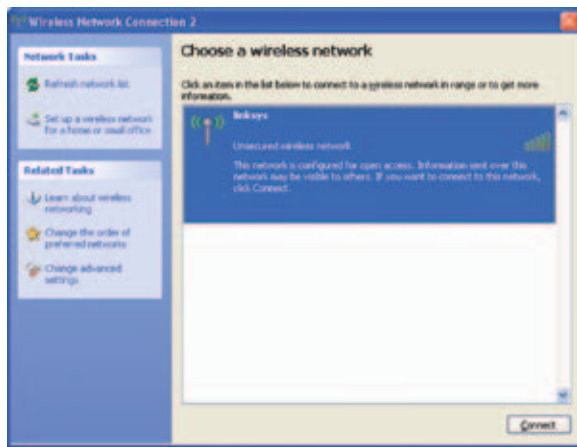 Wireless Network Connection 2
Network Tasks
Refresh network list
Set up a wireless network
for a home or small office
Related Tasks
Learn about wireless
networking
Change the order of
preferred networks
Change advanced
settings
Choose a wireless network
Click an item in the list below to connect to a wireless network in range or to get more
information.
linksys
Unsecured wireless network
This network is configured for open access. Information sent over this
network may be visible to others. If you want to connect to this network,
click Connect.
Connect